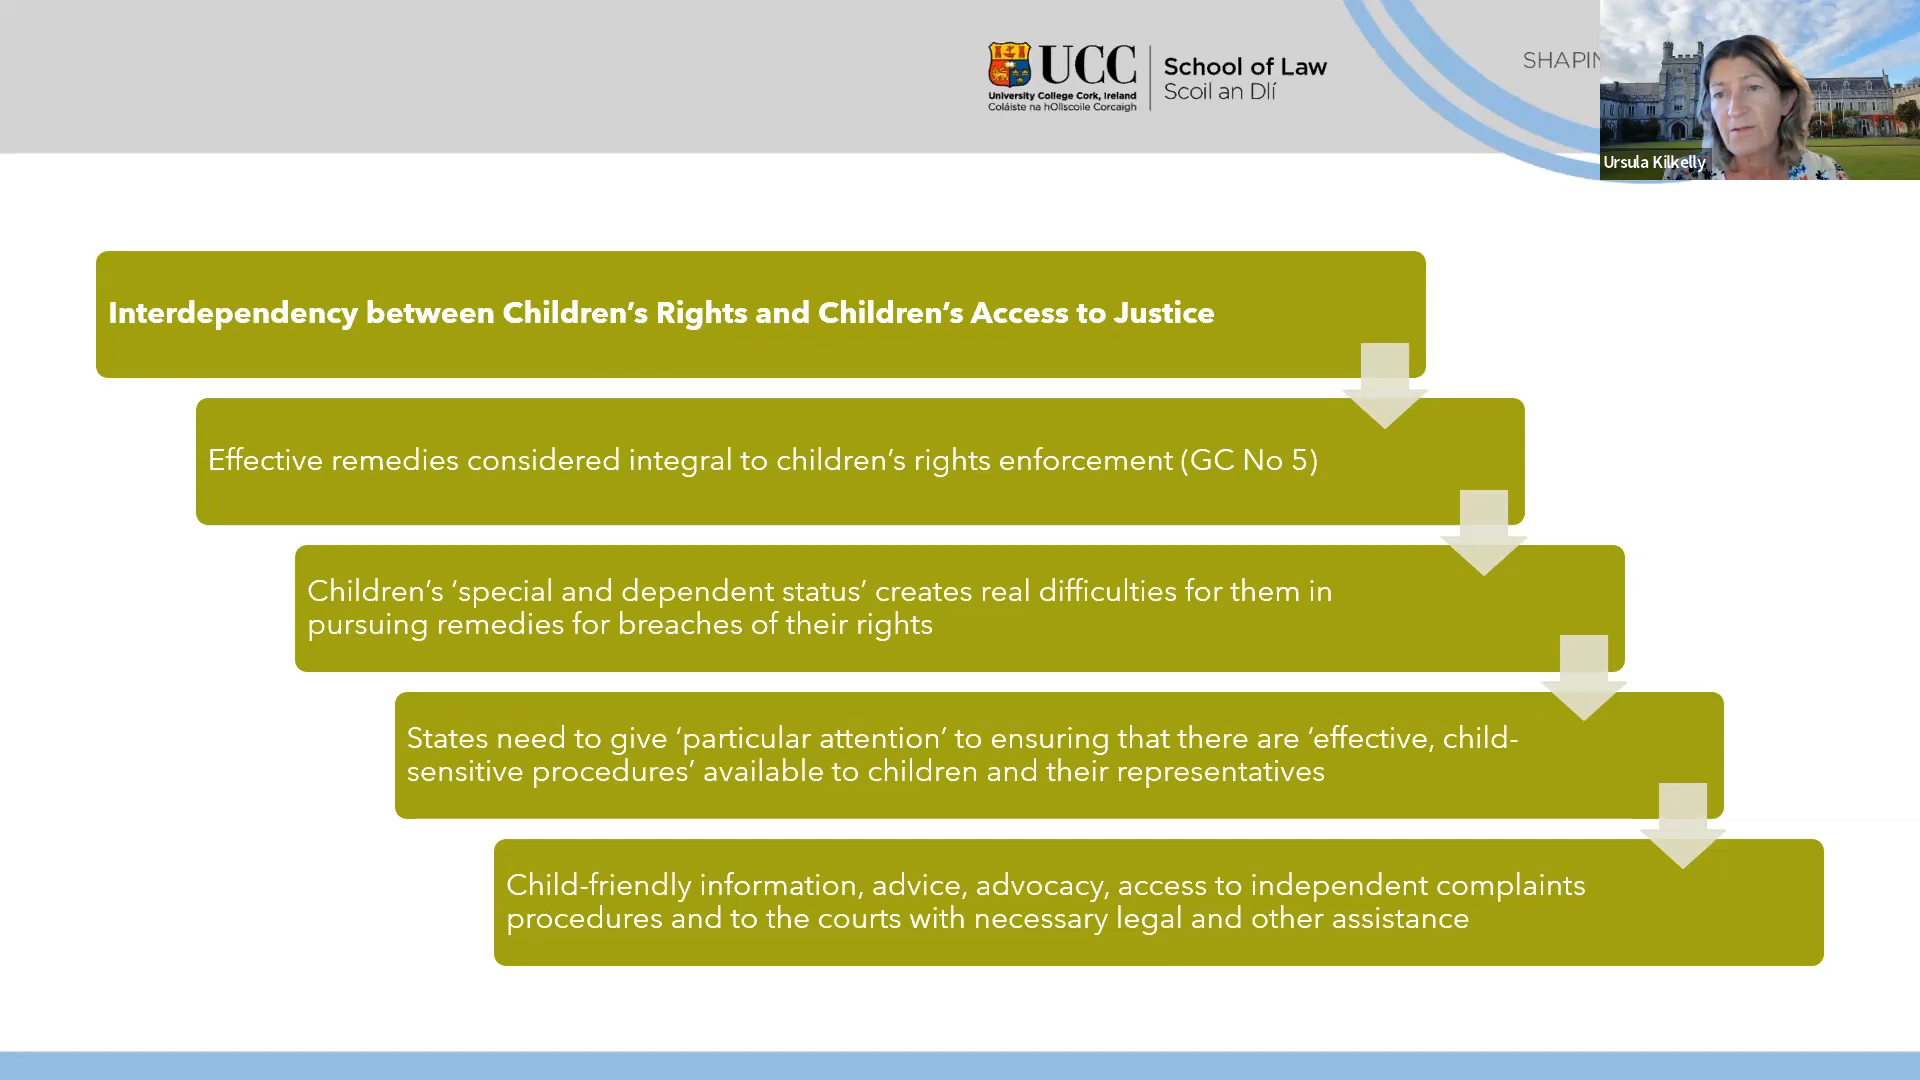 UCC
University College Cork, Ireland
Coláiste na hOllscoile Corcaigh
School of Law
Scoil an Dlí
Ursula Kilkelly
Interdependency between Children’s Rights and Children’s Access to Justice
Effective remedies considered integral to children’s rights enforcement (GC No 5)
Children’s ‘special and dependent status’ creates real difficulties for them in
pursuing remedies for breaches of their rights
States need to give ‘particular attention’ to ensuring that there are ‘effective, child-
sensitive procedures’ available to children and their representatives
Child-friendly information, advice, advocacy, access to independent complaints
procedures and to the courts with necessary legal and other assistance